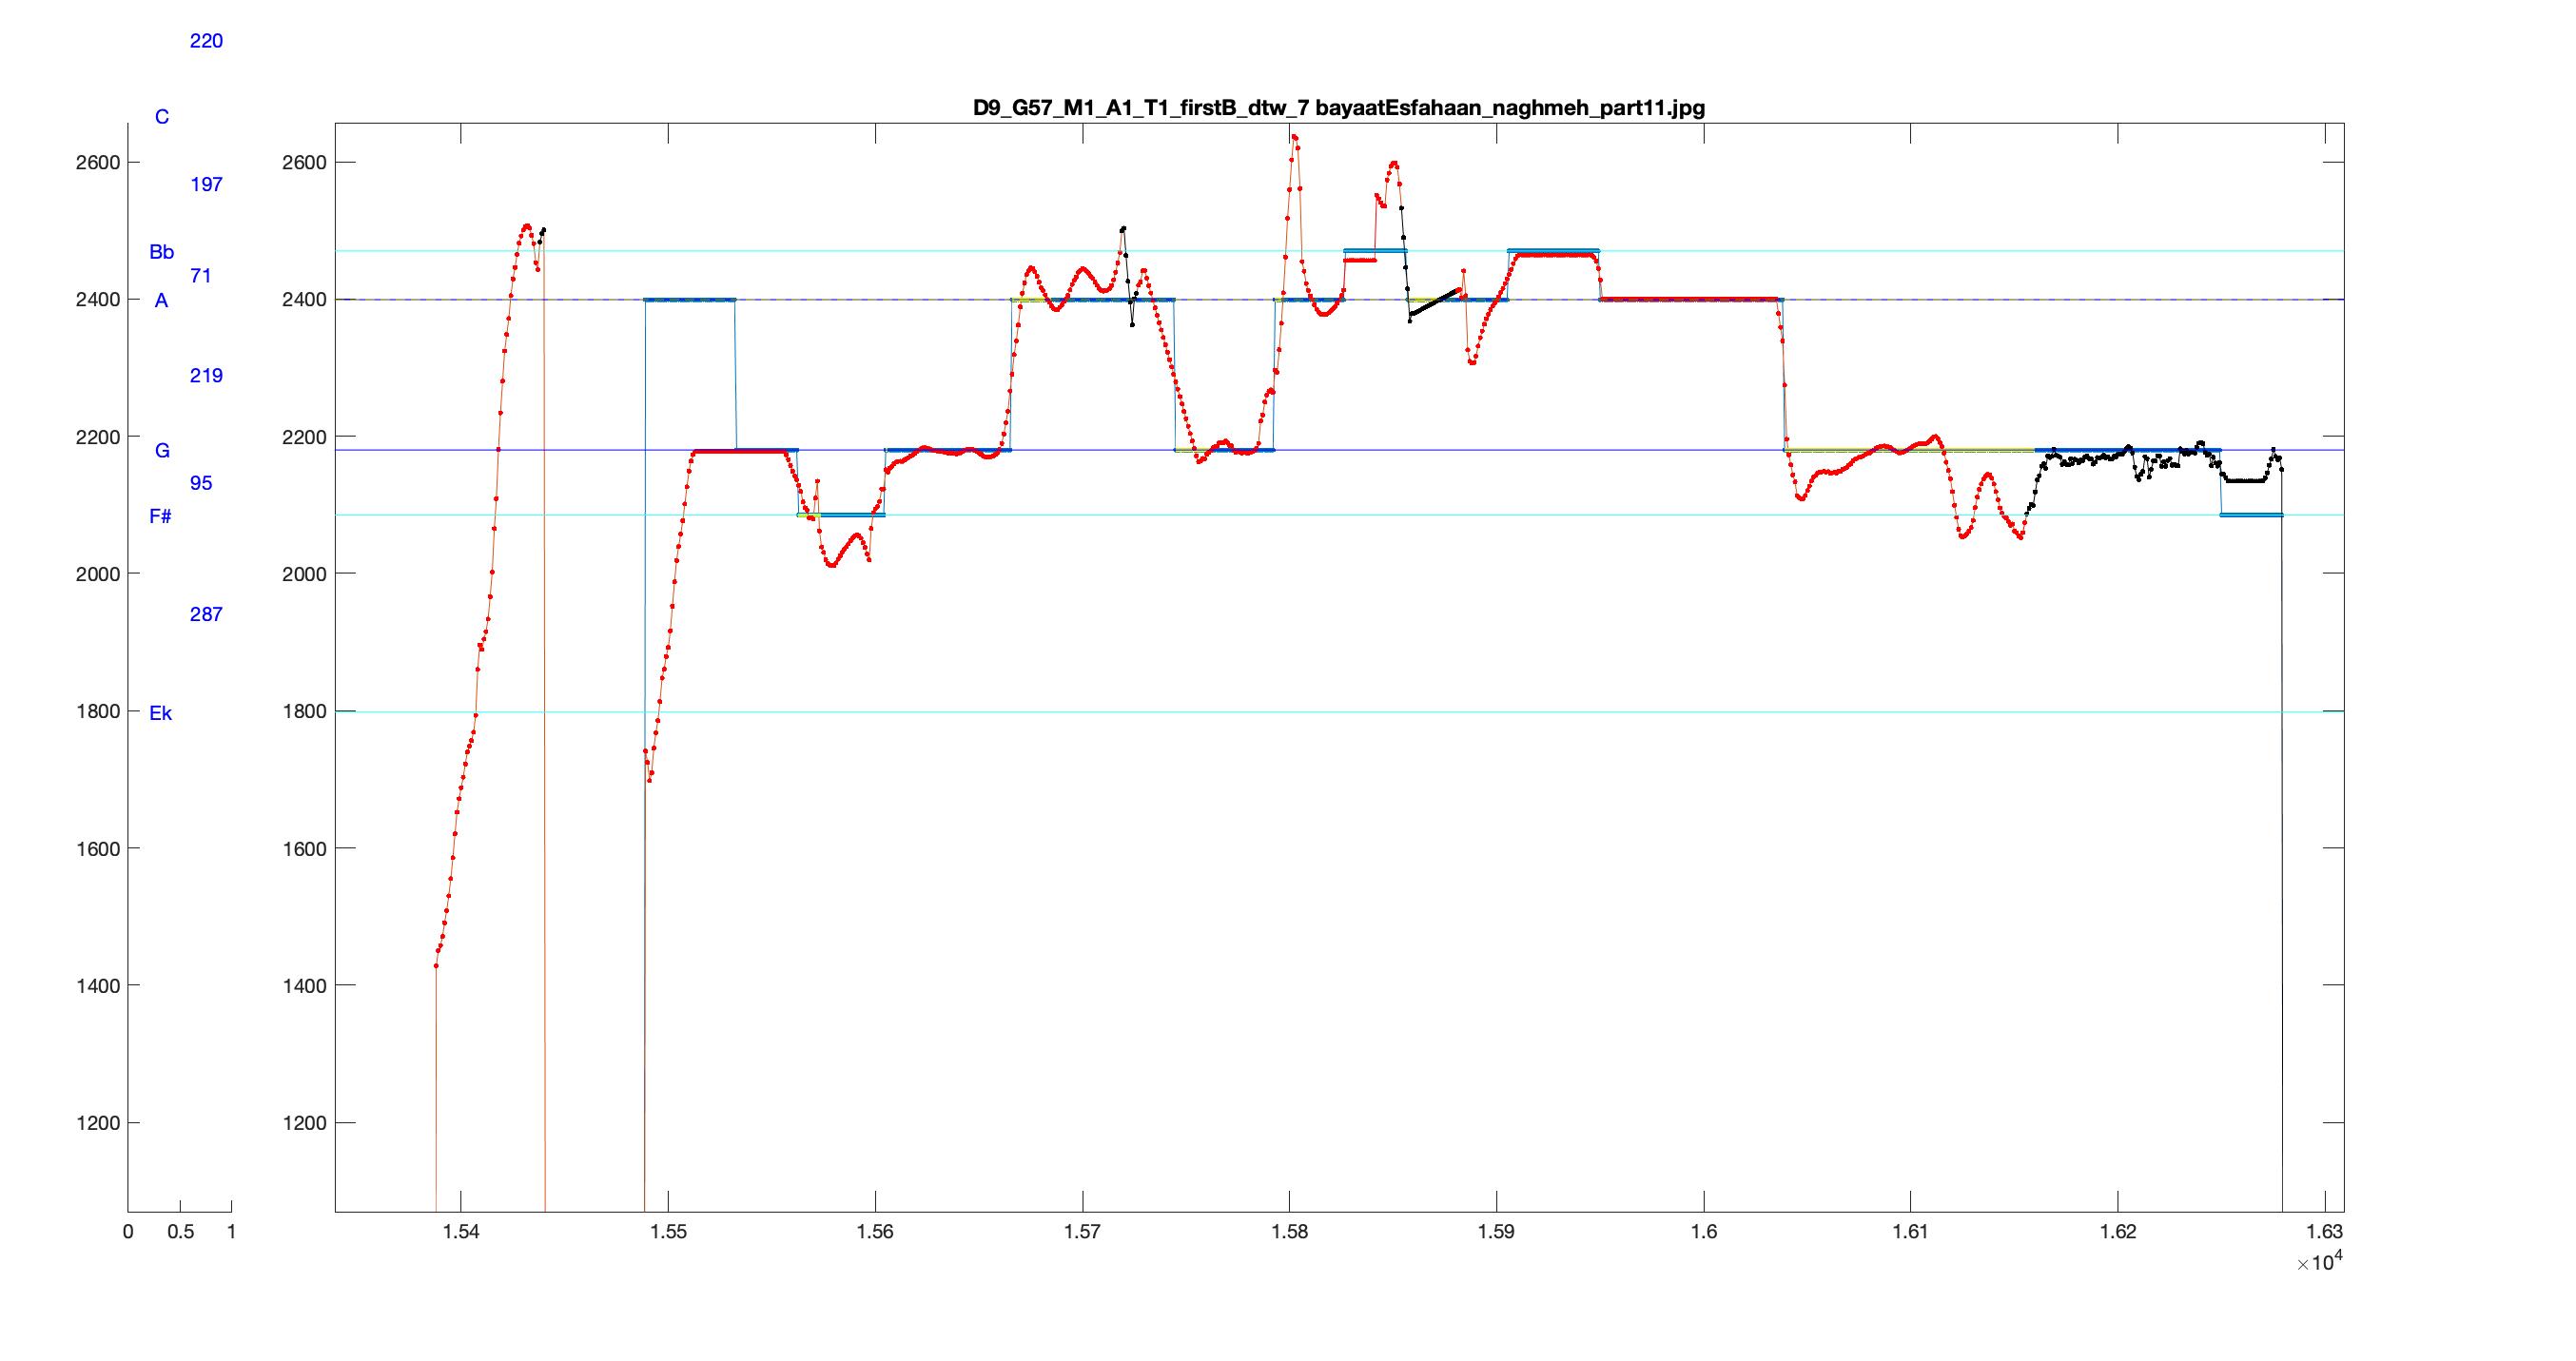 220
C
D9_G57_M1_A1_T1_firstB_dtw_7 bayaatEsfahaan_naghmeh_part11.jpg
2600 2600
197
Bb
71
A
2400 2400
219
2200 2200
G
95
F#
2000 2000
287
1800 Ek 1800
1600 1600
1400 1400
1200 1200
0 0.5 1 1.54 1.55 1.56 1.57 1.58 1.59 1.6 1.61 1.62 1.63
×10^4